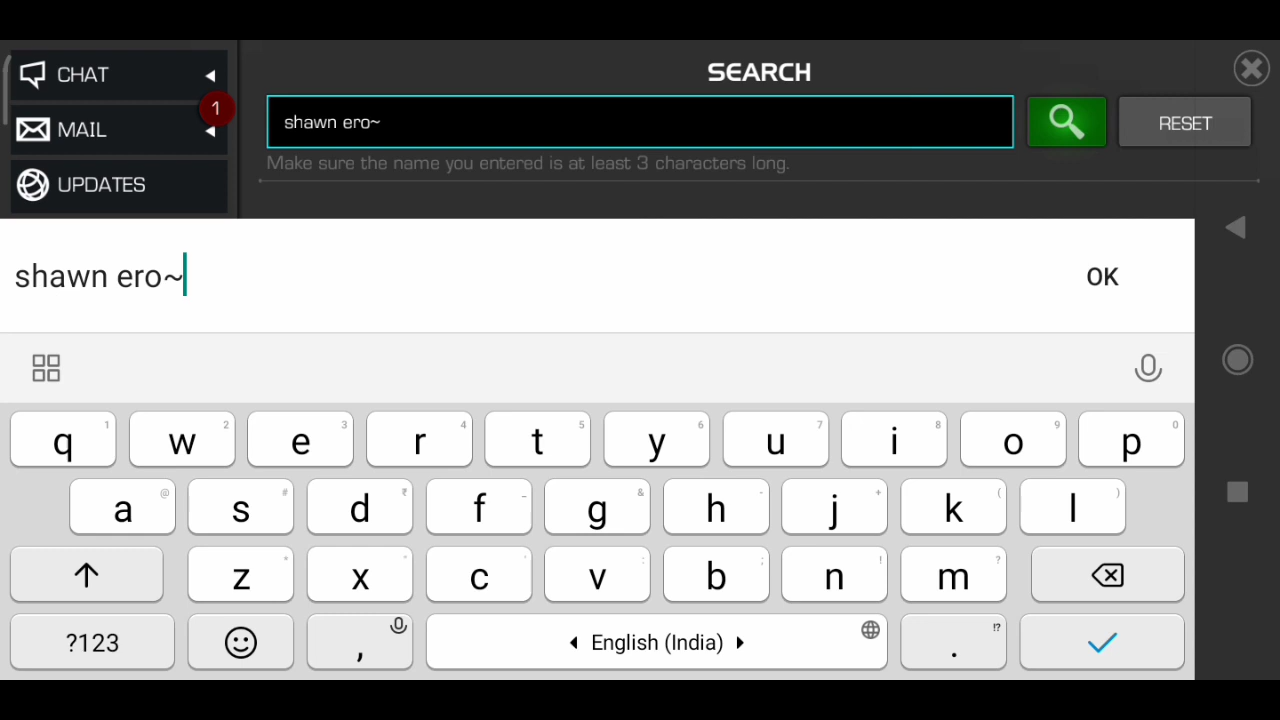 CHAT
1
MAIL
UPDATES
SEARCH
shawn ero~
RESET
Make sure the name you entered is at least 3 characters long.
shawn ero~
OK
q 1 w 2 e 3 r 4 t 5 y 6 u 7 i 8 o 9 p 0
a @ s # d ₹ f _ g & h - j + k ( l )
z * x " c ' v : b ; n ! m ?
?123 , English (India) . !?